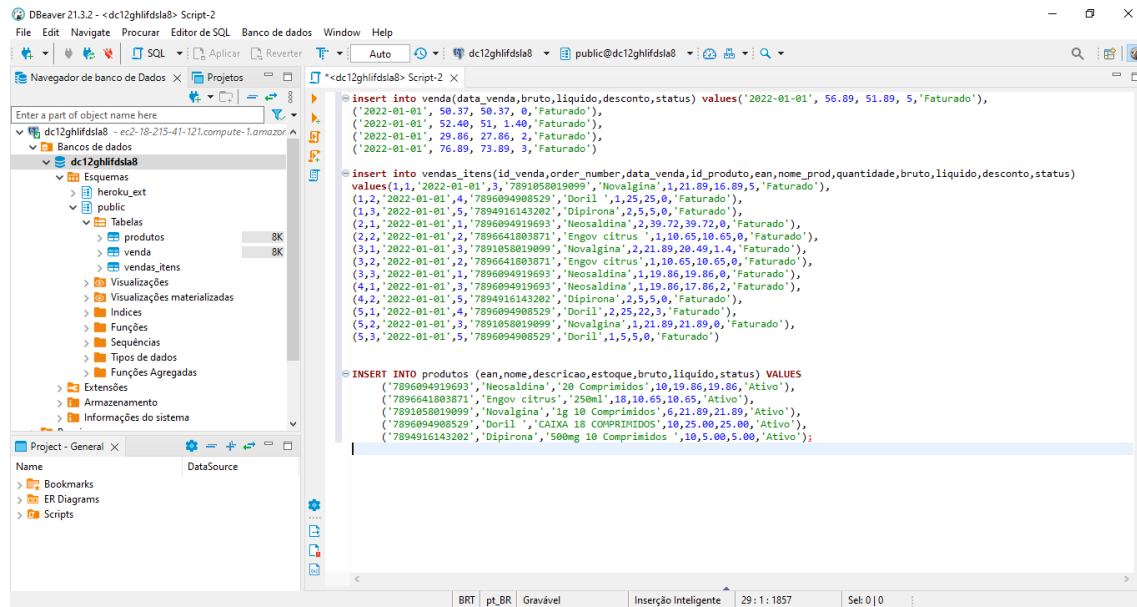 DBeaver 21.3.2 - <dc12ghlifdsla8> Script-2
File Edit Navigate Procurar Editor de SQL Banco de dados Window Help
SQL Aplicar Reverter Auto dc12ghlifdsla8 public@dc12ghlifdsla8
Navegador de banco de Dados Projetos
Enter a part of object name here
dc12ghlifdsla8 - ec2-18-215-41-121.compute-1.amazon
Bancos de dados
dc12ghlifdsla8
Esquemas
heroku_ext
public
Tabelas
produtos 8K
venda 8K
vendas_itens
Visualizações
Visualizações materializadas
Indices
Funções
Sequências
Tipos de dados
Funções Agregadas
Extensões
Armazenamento
Informações do sistema
Project - General
Name DataSource
Bookmarks
ER Diagrams
Scripts
*<dc12ghlifdsla8> Script-2
insert into venda(data_venda,bruto,liquido,desconto,status) values('2022-01-01', 56.89, 51.89, 5,'Faturado'),
('2022-01-01', 50.37, 50.37, 0,'Faturado'),
('2022-01-01', 52.40, 51, 1.40,'Faturado'),
('2022-01-01', 29.86, 27.86, 2,'Faturado'),
('2022-01-01', 76.89, 73.89, 3,'Faturado')
insert into vendas_itens(id_venda,order_number,data_venda,id_produto,ean,nome_prod,quantidade,bruto,liquido,desconto,status)
values(1,1,'2022-01-01',3,'7891058019099','Novalgina',1,21.89,16.89,5,'Faturado'),
(1,2,'2022-01-01',4,'7896094908529','Doril ',1,25,25,0,'Faturado'),
(1,3,'2022-01-01',5,'7894916143202','Dipirona',2,5,5,0,'Faturado'),
(2,1,'2022-01-01',1,'7896094919693','Neosaldina',2,39.72,39.72,0,'Faturado'),
(2,2,'2022-01-01',2,'7896641803871','Engov citrus ',1,10.65,10.65,0,'Faturado'),
(3,1,'2022-01-01',3,'7891058019099','Novalgina',2,21.89,20.49,1.4,'Faturado'),
(3,2,'2022-01-01',2,'7896641803871','Engov citrus',1,10.65,10.65,0,'Faturado'),
(3,3,'2022-01-01',1,'7896094919693','Neosaldina',1,19.86,19.86,0,'Faturado'),
(4,1,'2022-01-01',3,'7896094919693','Neosaldina',1,19.86,17.86,2,'Faturado'),
(4,2,'2022-01-01',5,'7894916143202','Dipirona',2,5,5,0,'Faturado'),
(5,1,'2022-01-01',4,'7896094908529','Doril',2,25,22,3,'Faturado'),
(5,2,'2022-01-01',3,'7891058019099','Novalgina',1,21.89,21.89,0,'Faturado'),
(5,3,'2022-01-01',5,'7896094908529','Doril',1,5,5,0,'Faturado')
INSERT INTO produtos (ean,nome,descricao,estoque,bruto,liquido,status) VALUES
('7896094919693','Neosaldina','20 Comprimidos',10,19.86,19.86,'Ativo'),
('7896641803871','Engov citrus','250ml',18,10.65,10.65,'Ativo'),
('7891058019099','Novalgina','1g 10 Comprimidos',6,21.89,21.89,'Ativo'),
('7896094908529','Doril ','CAIXA 18 COMPRIMIDOS',10,25.00,25.00,'Ativo'),
('7894916143202','Dipirona','500mg 10 Comprimidos ',10,5.00,5.00,'Ativo');
BRT pt_BR Gravável Inserção Inteligente 29 : 1 : 1857 Sel: 0 | 0